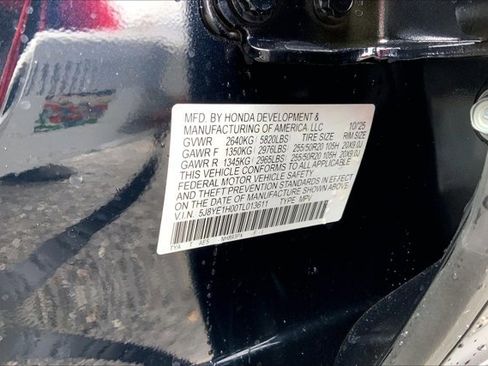 MFD. BY HONDA DEVELOPMENT & 10/25
MANUFACTURING OF AMERICA, LLC
GVWR 2640KG / 5820LBS TIRE SIZE RIM SIZE
GAWR F 1350KG / 2976LBS 255/50R20 105H 20X9.0J
GAWR R 1345KG / 2965LBS 255/50R20 105H 20X9.0J
THIS VEHICLE CONFORMS TO ALL APPLICABLE
FEDERAL MOTOR VEHICLE SAFETY
AND THEFT PREVENTION STANDARDS IN EFFECT
ON THE DATE OF MANUFACTURE SHOWN ABOVE.
V.I.N. 5J8YE1H00TL013611 TYPE: MPV
TYA